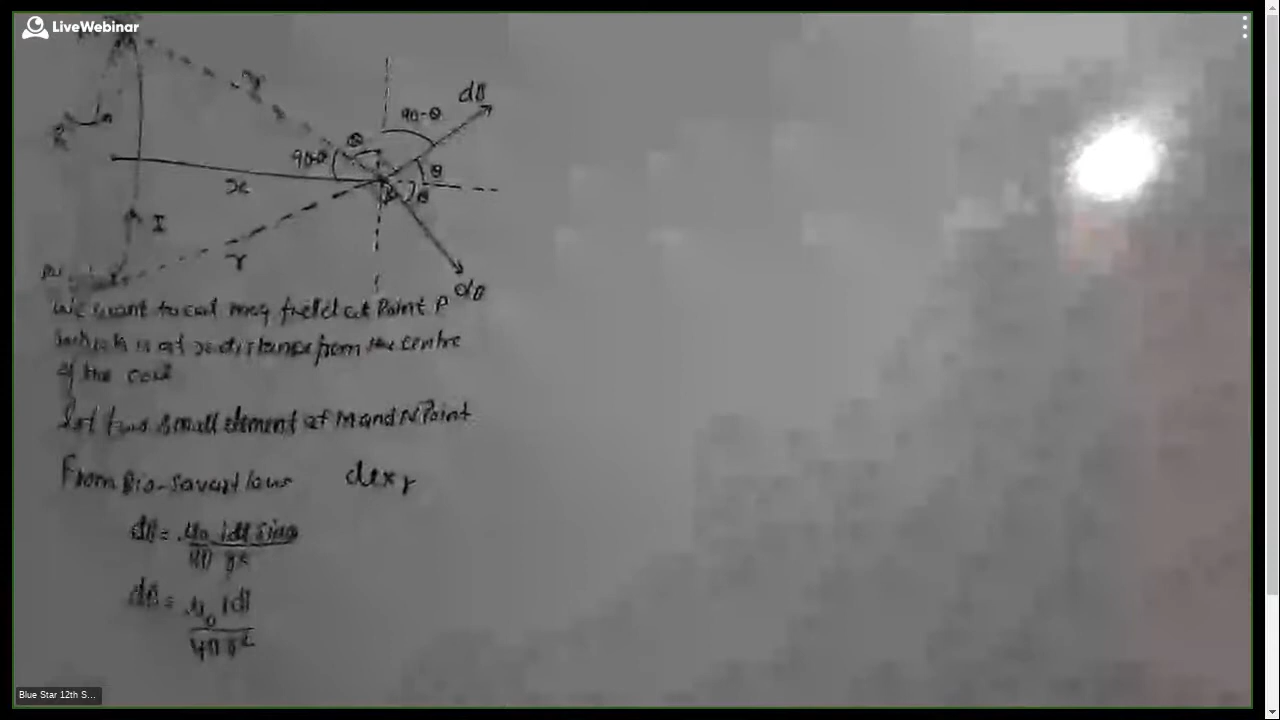 LiveWebinar
dB
90-θ
θ
90-θ
θ
x
θ
I
r
dB
We want to cal mag field at Point P
which is at x distance from the centre
of the coil
let two small element at M and N Point
From Bio-Savart law dl×r
dB = μ₀ Idl sinθ
4π r²
dB = μ₀ Idl
4π r²
Blue Star 12th S...